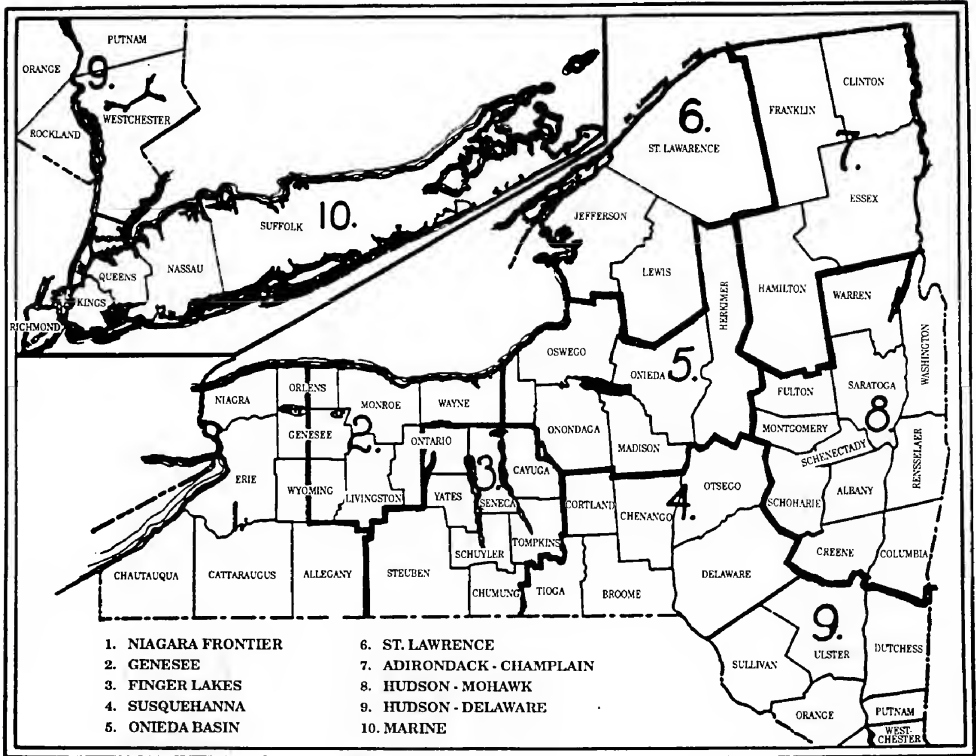 PUTNAM
ORANGE
9.
WESTCHESTER
ROCKLAND
SUFFOLK
10.
NASSAU
QUEENS
KINGS
RICHMOND
6.
ST. LAWARENCE
FRANKLIN
CLINTON
7.
ESSEX
JEFFERSON
LEWIS
HERKIMER
HAMILTON
WARREN
WASHINGTON
OSWEGO
ONIEDA
5.
FULTON
SARATOGA
8.
MONTGOMERY
SCHENECTADY
RENSSELAER
NIAGRA
ORLENS
MONROE
WAYNE
GENESEE
2.
ONTARIO
3.
CAYUGA
ONONDAGA
MADISON
ERIE
1
WYOMING
LIVINGSTON
YATES
SENECA
CORTLAND
CHENANGO
4.
OTSEGO
SCHOHARIE
ALBANY
SCHUYLER
TOMPKINS
CREENE
COLUMBIA
CHAUTAUQUA
CATTARAUGUS
ALLEGANY
STEUBEN
CHUMUNG
TIOGA
BROOME
DELAWARE
9.
ULSTER
DUTCHESS
SULLIVAN
ORANGE
PUTNAM
WEST-
CHESTER
1. NIAGARA FRONTIER
2. GENESEE
3. FINGER LAKES
4. SUSQUEHANNA
5. ONIEDA BASIN
6. ST. LAWRENCE
7. ADIRONDACK - CHAMPLAIN
8. HUDSON - MOHAWK
9. HUDSON - DELAWARE
10. MARINE